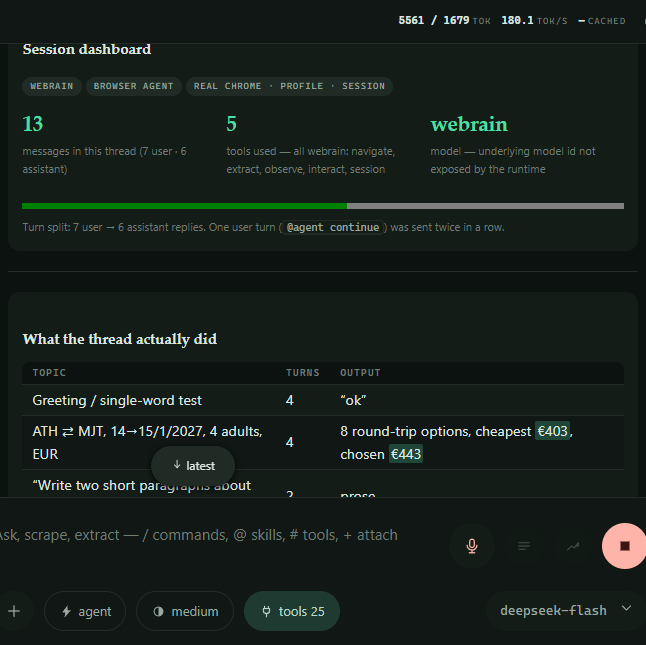 5561 / 1679 TOK 180.1 TOK/S — CACHED
Session dashboard
WEBRAIN BROWSER AGENT REAL CHROME · PROFILE · SESSION
13 5 webrain
messages in this thread (7 user · 6 tools used — all webrain: navigate, model — underlying model id not
assistant) extract, observe, interact, session exposed by the runtime
Turn split: 7 user → 6 assistant replies. One user turn ( @agent continue ) was sent twice in a row.
What the thread actually did
TOPIC TURNS OUTPUT
Greeting / single-word test 4 “ok”
ATH ⇄ MJT, 14→15/1/2027, 4 adults, 4 8 round-trip options, cheapest €403,
EUR chosen €443
↓ latest
“Write two short paragraphs about 2 prose
Ask, scrape, extract — / commands, @ skills, # tools, + attach
+ agent medium tools 25 deepseek-flash